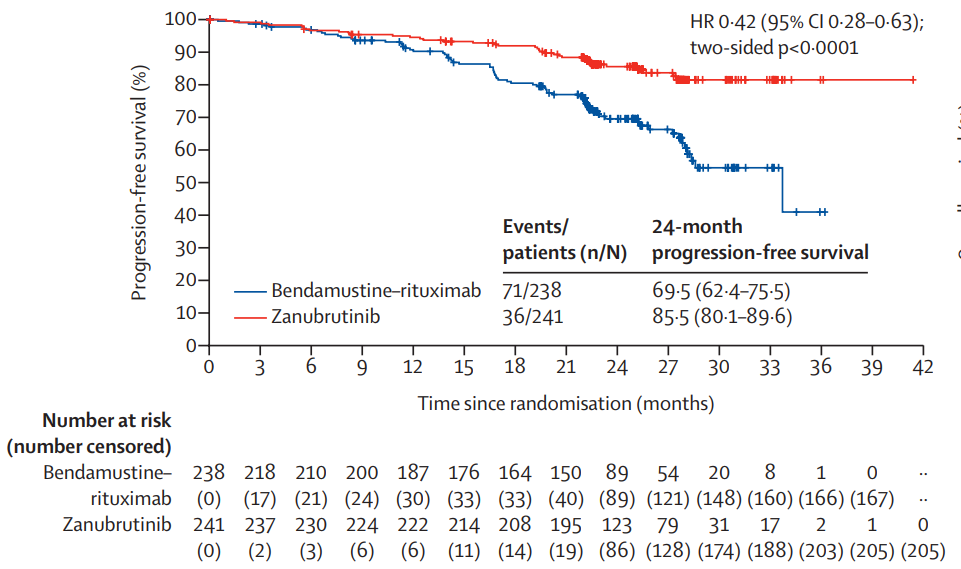 HR 0·42 (95% CI 0·28–0·63);
two-sided p<0·0001
Progression-free survival (%)
100
90
80
70
60
50
40
30
20
10
0
Events/
patients (n/N)
24-month
progression-free survival
Bendamustine–rituximab 71/238 69·5 (62·4–75·5)
Zanubrutinib 36/241 85·5 (80·1–89·6)
0 3 6 9 12 15 18 21 24 27 30 33 36 39 42
Time since randomisation (months)
Number at risk
(number censored)
Bendamustine– 238 218 210 200 187 176 164 150 89 54 20 8 1 0 ··
rituximab (0) (17) (21) (24) (30) (33) (33) (40) (89) (121) (148) (160) (166) (167) ··
Zanubrutinib 241 237 230 224 222 214 208 195 123 79 31 17 2 1 0
(0) (2) (3) (6) (6) (11) (14) (19) (86) (128) (174) (188) (203) (205) (205)